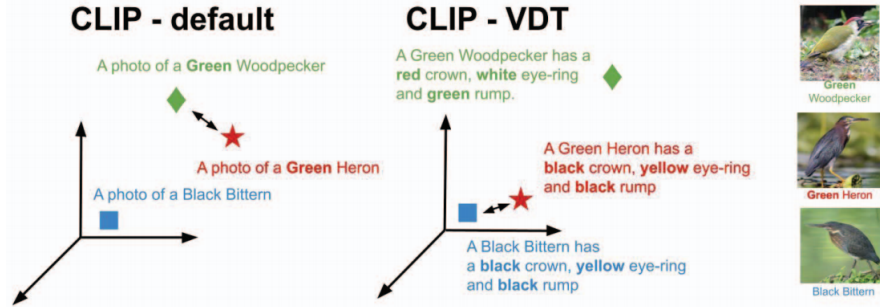 CLIP - default
A photo of a Green Woodpecker
A photo of a Green Heron
A photo of a Black Bittern
CLIP - VDT
A Green Woodpecker has a
red crown, white eye-ring
and green rump.
A Green Heron has a
black crown, yellow eye-ring
and black rump
A Black Bittern has
a black crown, yellow eye-ring
and black rump
Green
Woodpecker
Green Heron
Black Bittern